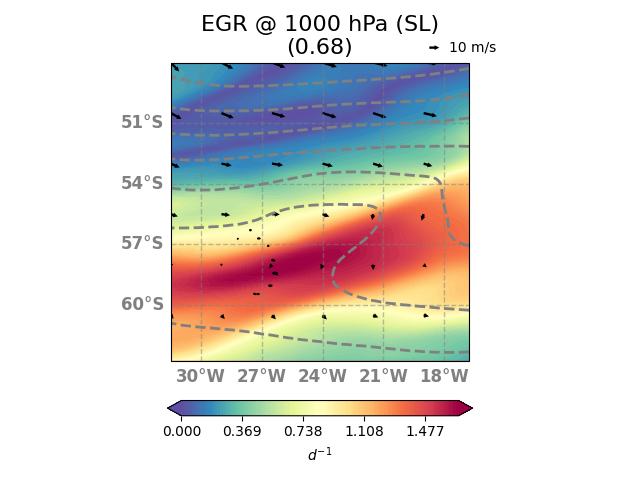 EGR @ 1000 hPa (SL)
(0.68)
10 m/s
51°S
54°S
57°S
60°S
30°W 27°W 24°W 21°W 18°W
0.000 0.369 0.738 1.108 1.477
d⁻¹